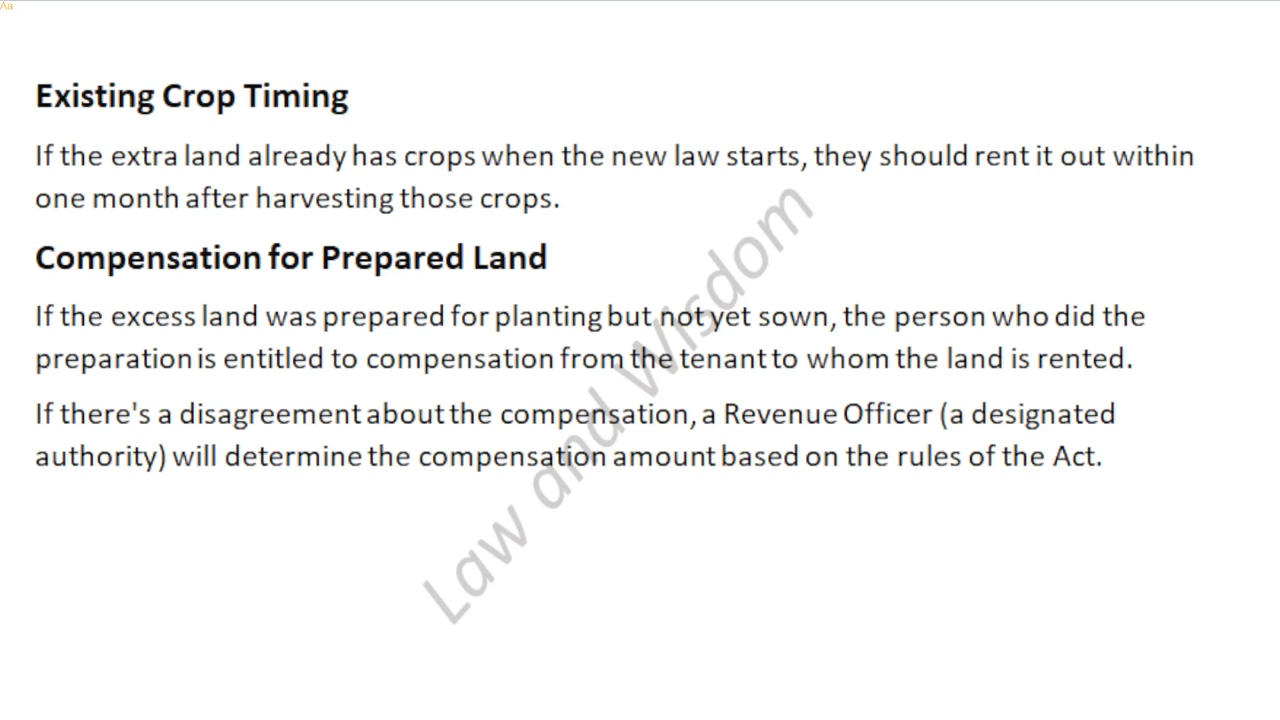 Aa
Existing Crop Timing
If the extra land already has crops when the new law starts, they should rent it out within
one month after harvesting those crops.
Compensation for Prepared Land
If the excess land was prepared for planting but not yet sown, the person who did the
preparation is entitled to compensation from the tenant to whom the land is rented.
If there's a disagreement about the compensation, a Revenue Officer (a designated
authority) will determine the compensation amount based on the rules of the Act.
Law and Wisdom